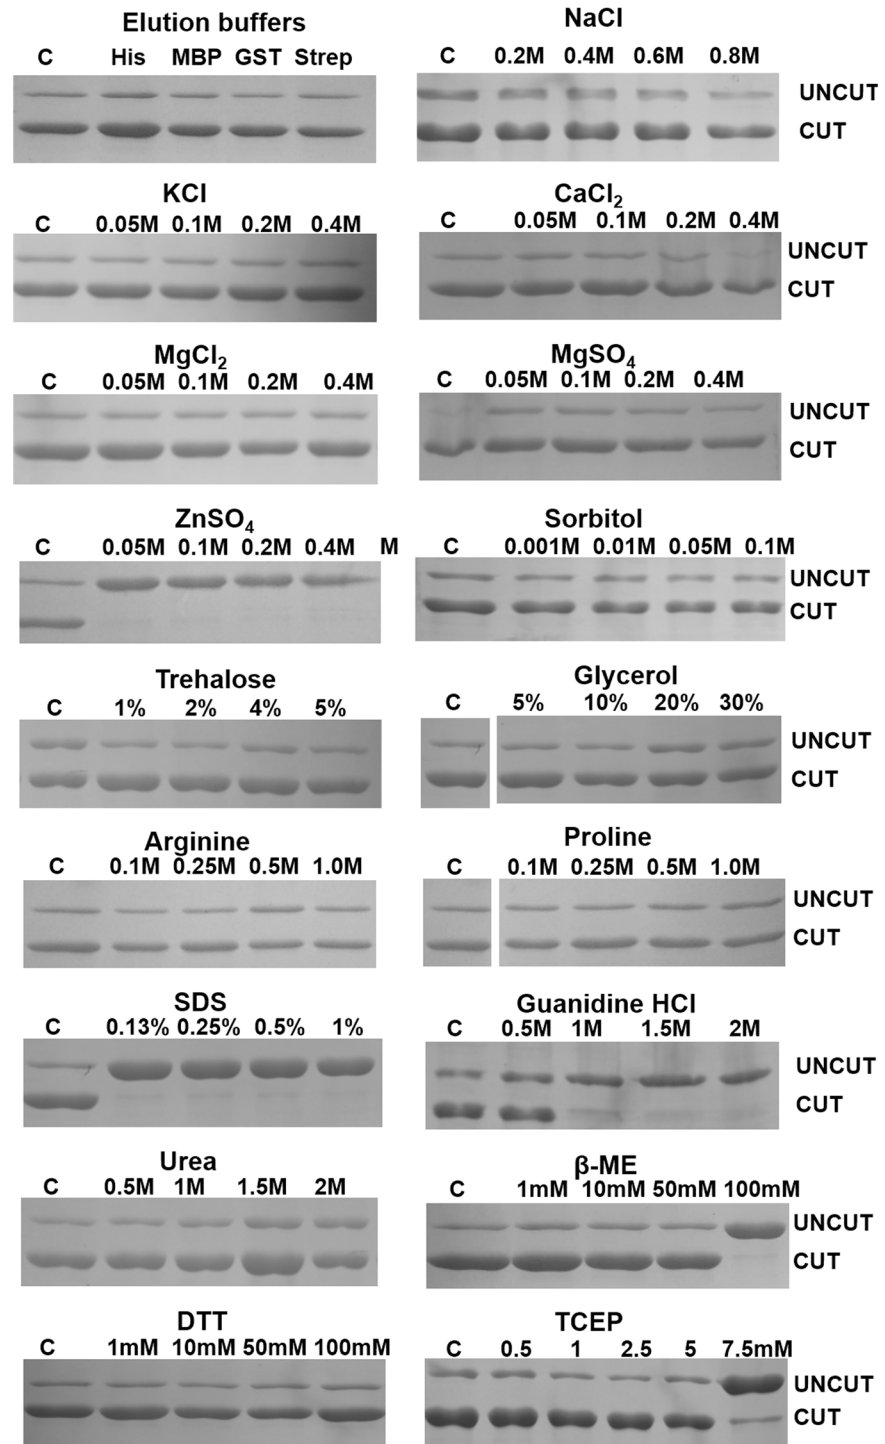 Elution buffers
C His MBP GST Strep
NaCl
C 0.2M 0.4M 0.6M 0.8M
UNCUT
CUT
KCl
C 0.05M 0.1M 0.2M 0.4M
CaCl₂
C 0.05M 0.1M 0.2M 0.4M
UNCUT
CUT
MgCl₂
C 0.05M 0.1M 0.2M 0.4M
MgSO₄
C 0.05M 0.1M 0.2M 0.4M
UNCUT
CUT
ZnSO₄
C 0.05M 0.1M 0.2M 0.4M M
Sorbitol
C 0.001M 0.01M 0.05M 0.1M
UNCUT
CUT
Trehalose
C 1% 2% 4% 5%
Glycerol
C 5% 10% 20% 30%
UNCUT
CUT
Arginine
C 0.1M 0.25M 0.5M 1.0M
Proline
C 0.1M 0.25M 0.5M 1.0M
UNCUT
CUT
SDS
C 0.13% 0.25% 0.5% 1%
Guanidine HCl
C 0.5M 1M 1.5M 2M
UNCUT
CUT
Urea
C 0.5M 1M 1.5M 2M
β-ME
C 1mM 10mM 50mM 100mM
UNCUT
CUT
DTT
C 1mM 10mM 50mM 100mM
TCEP
C 0.5 1 2.5 5 7.5mM
UNCUT
CUT